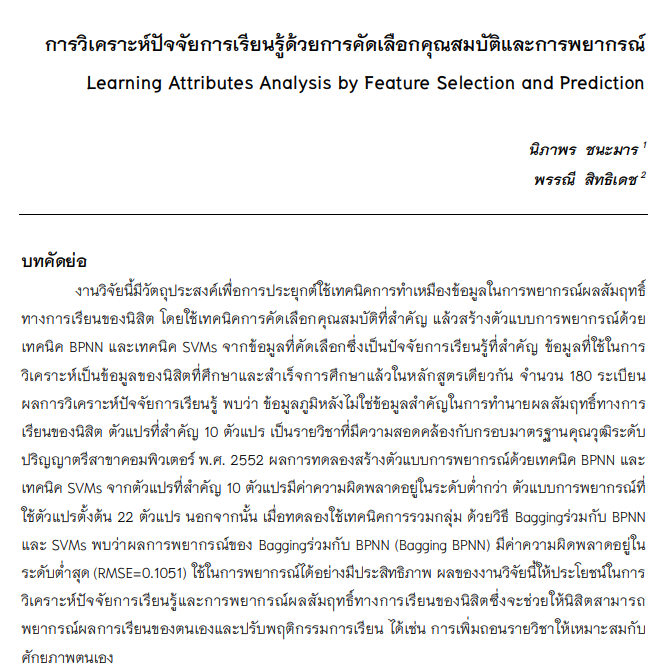 การวิเคราะห์ปัจจัยการเรียนรู้ด้วยการคัดเลือกคุณสมบัติและการพยากรณ์
Learning Attributes Analysis by Feature Selection and Prediction
นิภาพร ชนะมาร 1
พรรณี สิทธิเดช 2
บทคัดย่อ
งานวิจัยนี้มีวัตถุประสงค์เพื่อการประยุกต์ใช้เทคนิคการทำเหมืองข้อมูลในการพยากรณ์ผลสัมฤทธิ์
ทางการเรียนของนิสิต โดยใช้เทคนิคการคัดเลือกคุณสมบัติที่สำคัญ แล้วสร้างตัวแบบการพยากรณ์ด้วย
เทคนิค BPNN และเทคนิค SVMs จากข้อมูลที่คัดเลือกซึ่งเป็นปัจจัยการเรียนรู้ที่สำคัญ ข้อมูลที่ใช้ในการ
วิเคราะห์เป็นข้อมูลของนิสิตที่ศึกษาและสำเร็จการศึกษาแล้วในหลักสูตรเดียวกัน จำนวน 180 ระเบียน
ผลการวิเคราะห์ปัจจัยการเรียนรู้ พบว่า ข้อมูลภูมิหลังไม่ใช่ข้อมูลสำคัญในการทำนายผลสัมฤทธิ์ทางการ
เรียนของนิสิต ตัวแปรที่สำคัญ 10 ตัวแปร เป็นรายวิชาที่มีความสอดคล้องกับกรอบมาตรฐานคุณวุฒิระดับ
ปริญญาตรีสาขาคอมพิวเตอร์ พ.ศ. 2552 ผลการทดลองสร้างตัวแบบการพยากรณ์ด้วยเทคนิค BPNN และ
เทคนิค SVMs จากตัวแปรที่สำคัญ 10 ตัวแปรมีค่าความผิดพลาดอยู่ในระดับต่ำกว่า ตัวแบบการพยากรณ์ที่
ใช้ตัวแปรตั้งต้น 22 ตัวแปร นอกจากนั้น เมื่อทดลองใช้เทคนิคการรวมกลุ่ม ด้วยวิธี Baggingร่วมกับ BPNN
และ SVMs พบว่าผลการพยากรณ์ของ Baggingร่วมกับ BPNN (Bagging BPNN) มีค่าความผิดพลาดอยู่ใน
ระดับต่ำสุด (RMSE=0.1051) ใช้ในการพยากรณ์ได้อย่างมีประสิทธิภาพ ผลของงานวิจัยนี้ให้ประโยชน์ในการ
วิเคราะห์ปัจจัยการเรียนรู้และการพยากรณ์ผลสัมฤทธิ์ทางการเรียนของนิสิตซึ่งจะช่วยให้นิสิตสามารถ
พยากรณ์ผลการเรียนของตนเองและปรับพฤติกรรมการเรียน ได้เช่น การเพิ่มถอนรายวิชาให้เหมาะสมกับ
ศักยภาพตนเอง